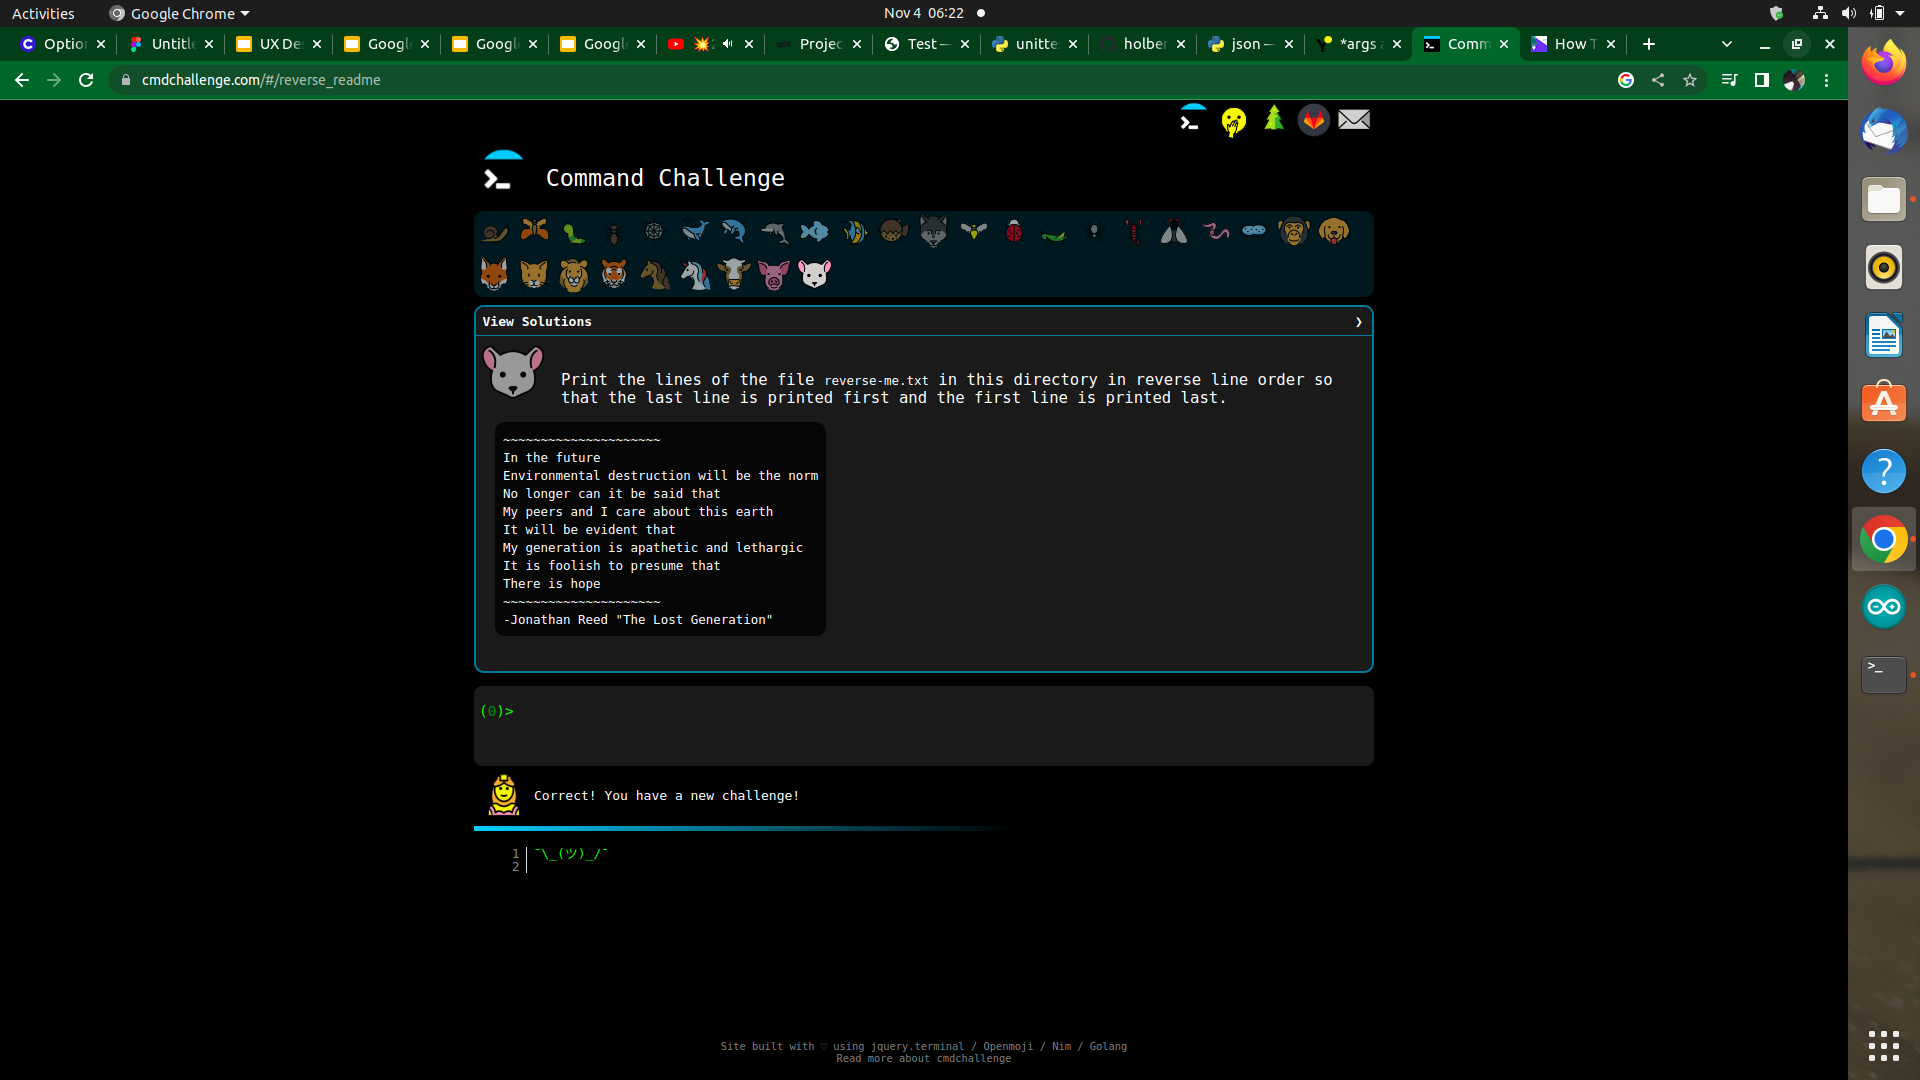 Activities
Google Chrome
Nov 4 06:22
Option
Untitle
UX De
Google
Google
Google
Projec
Test —
unitte
holber
json —
*args a
Comm
How T
cmdchallenge.com/#/reverse_readme
Command Challenge
View Solutions
Print the lines of the file reverse-me.txt in this directory in reverse line order so
that the last line is printed first and the first line is printed last.
~~~~~~~~~~~~~~~~~~~~~
In the future
Environmental destruction will be the norm
No longer can it be said that
My peers and I care about this earth
It will be evident that
My generation is apathetic and lethargic
It is foolish to presume that
There is hope
~~~~~~~~~~~~~~~~~~~~~
-Jonathan Reed "The Lost Generation"
(0)>
Correct! You have a new challenge!
1 ¯\_(ツ)_/¯
2
Site built with ♡ using jquery.terminal / Openmoji / Nim / Golang
Read more about cmdchallenge